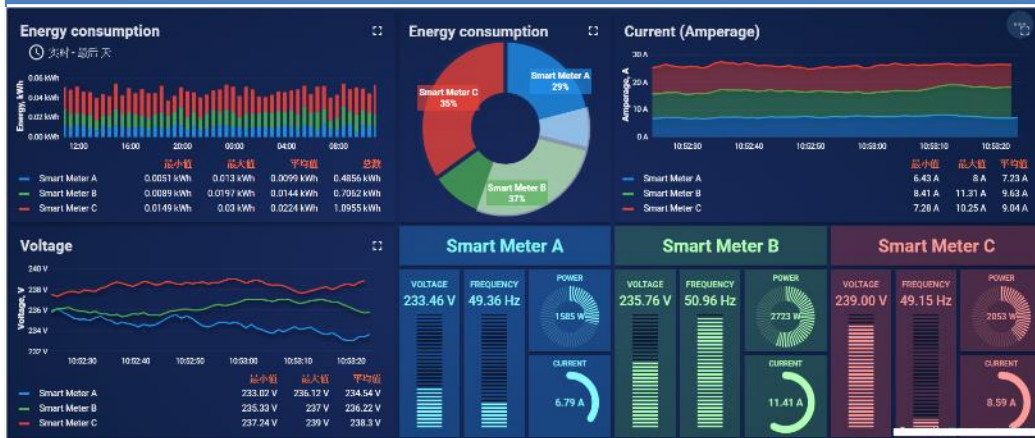 Energy consumption
实时 - 最后 天
Energy, kWh
0.06 kWh
0.04 kWh
0.02 kWh
0.00 kWh
12:00 16:00 20:00 00:00 04:00 08:00
最小值 最大值 平均值 总数
Smart Meter A 0.0051 kWh 0.013 kWh 0.0099 kWh 0.4856 kWh
Smart Meter B 0.0089 kWh 0.0197 kWh 0.0144 kWh 0.7062 kWh
Smart Meter C 0.0149 kWh 0.03 kWh 0.0224 kWh 1.0955 kWh
Energy consumption
Smart Meter A
29%
Smart Meter C
35%
Smart Meter B
37%
Current (Amperage)
Amperage, A
30 A
20 A
10 A
0 A
10:52:30 10:52:40 10:52:50 10:53:00 10:53:10 10:53:20
最小值 最大值 平均值
Smart Meter A 6.43 A 8 A 7.23 A
Smart Meter B 8.41 A 11.31 A 9.63 A
Smart Meter C 7.28 A 10.25 A 9.04 A
Voltage
Voltage, V
240 V
238 V
236 V
234 V
232 V
10:52:30 10:52:40 10:52:50 10:53:00 10:53:10 10:53:20
最小值 最大值 平均值
Smart Meter A 233.02 V 236.12 V 234.54 V
Smart Meter B 235.33 V 237 V 236.22 V
Smart Meter C 237.24 V 239 V 238.3 V
Smart Meter A
VOLTAGE
233.46 V
FREQUENCY
49.36 Hz
POWER
1585 W
CURRENT
6.79 A
Smart Meter B
VOLTAGE
235.76 V
FREQUENCY
50.96 Hz
POWER
2723 W
CURRENT
11.41 A
Smart Meter C
VOLTAGE
239.00 V
FREQUENCY
49.15 Hz
POWER
2053 W
CURRENT
8.59 A